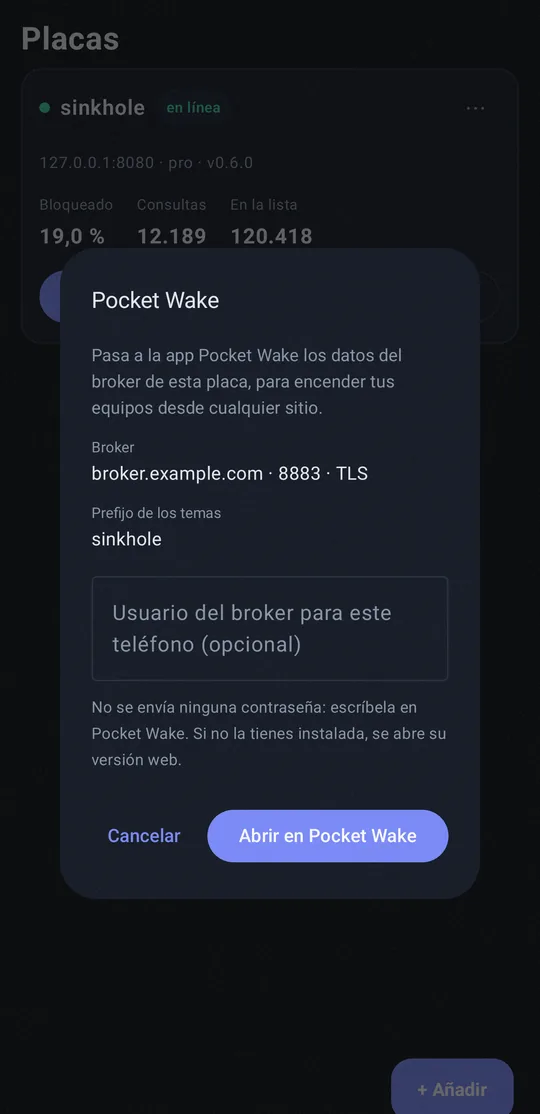 Placas
sinkhole
en línea
127.0.0.1:8080 · pro · v0.6.0
Bloqueado
Consultas
En la lista
19,0 %
12.189
120.418
Pocket Wake
Pasa a la app Pocket Wake los datos del
broker de esta placa, para encender tus
equipos desde cualquier sitio.
Broker
broker.example.com · 8883 · TLS
Prefijo de los temas
sinkhole
Usuario del broker para este
teléfono (opcional)
No se envía ninguna contraseña: escríbela en
Pocket Wake. Si no la tienes instalada, se abre su
versión web.
Cancelar
Abrir en Pocket Wake
+ Añadir